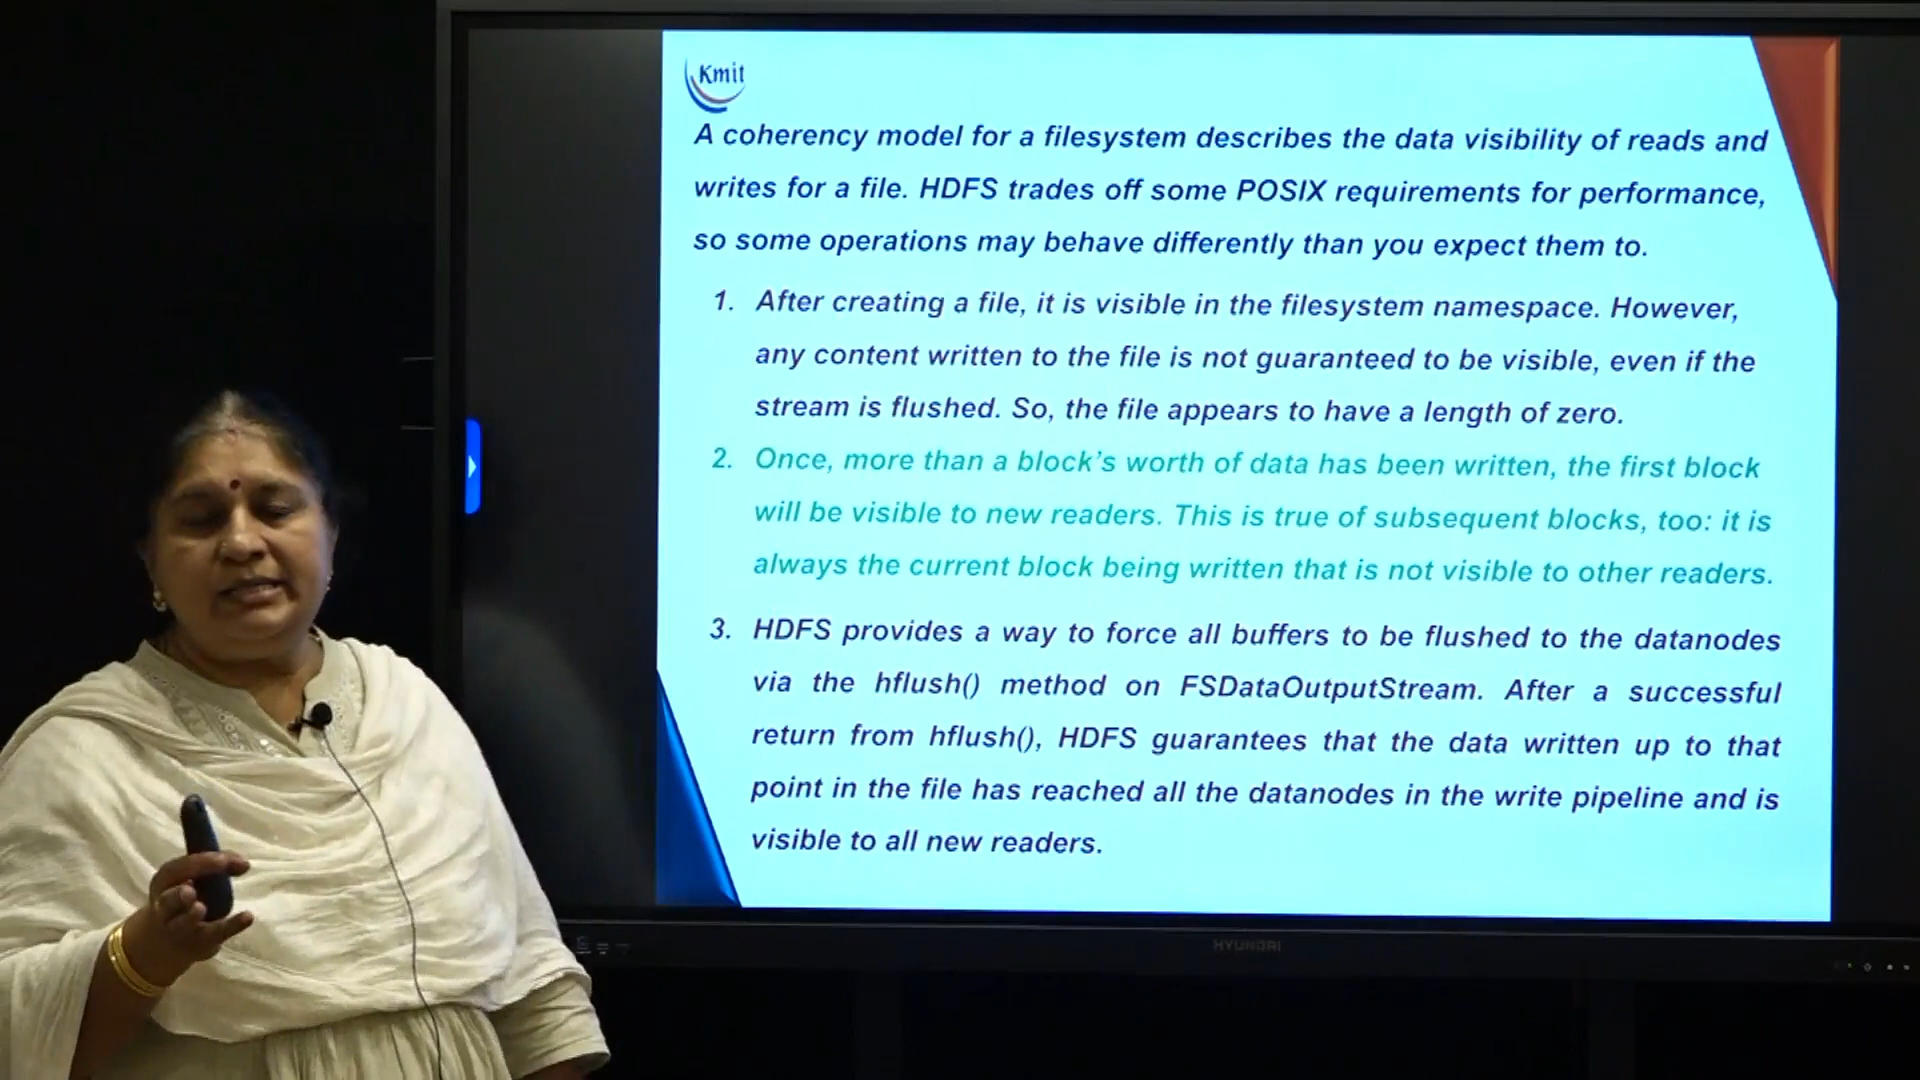 Kmit
A coherency model for a filesystem describes the data visibility of reads and
writes for a file. HDFS trades off some POSIX requirements for performance,
so some operations may behave differently than you expect them to.
1. After creating a file, it is visible in the filesystem namespace. However,
any content written to the file is not guaranteed to be visible, even if the
stream is flushed. So, the file appears to have a length of zero.
2. Once, more than a block’s worth of data has been written, the first block
will be visible to new readers. This is true of subsequent blocks, too: it is
always the current block being written that is not visible to other readers.
3. HDFS provides a way to force all buffers to be flushed to the datanodes
via the hflush() method on FSDataOutputStream. After a successful
return from hflush(), HDFS guarantees that the data written up to that
point in the file has reached all the datanodes in the write pipeline and is
visible to all new readers.
HYUNDAI